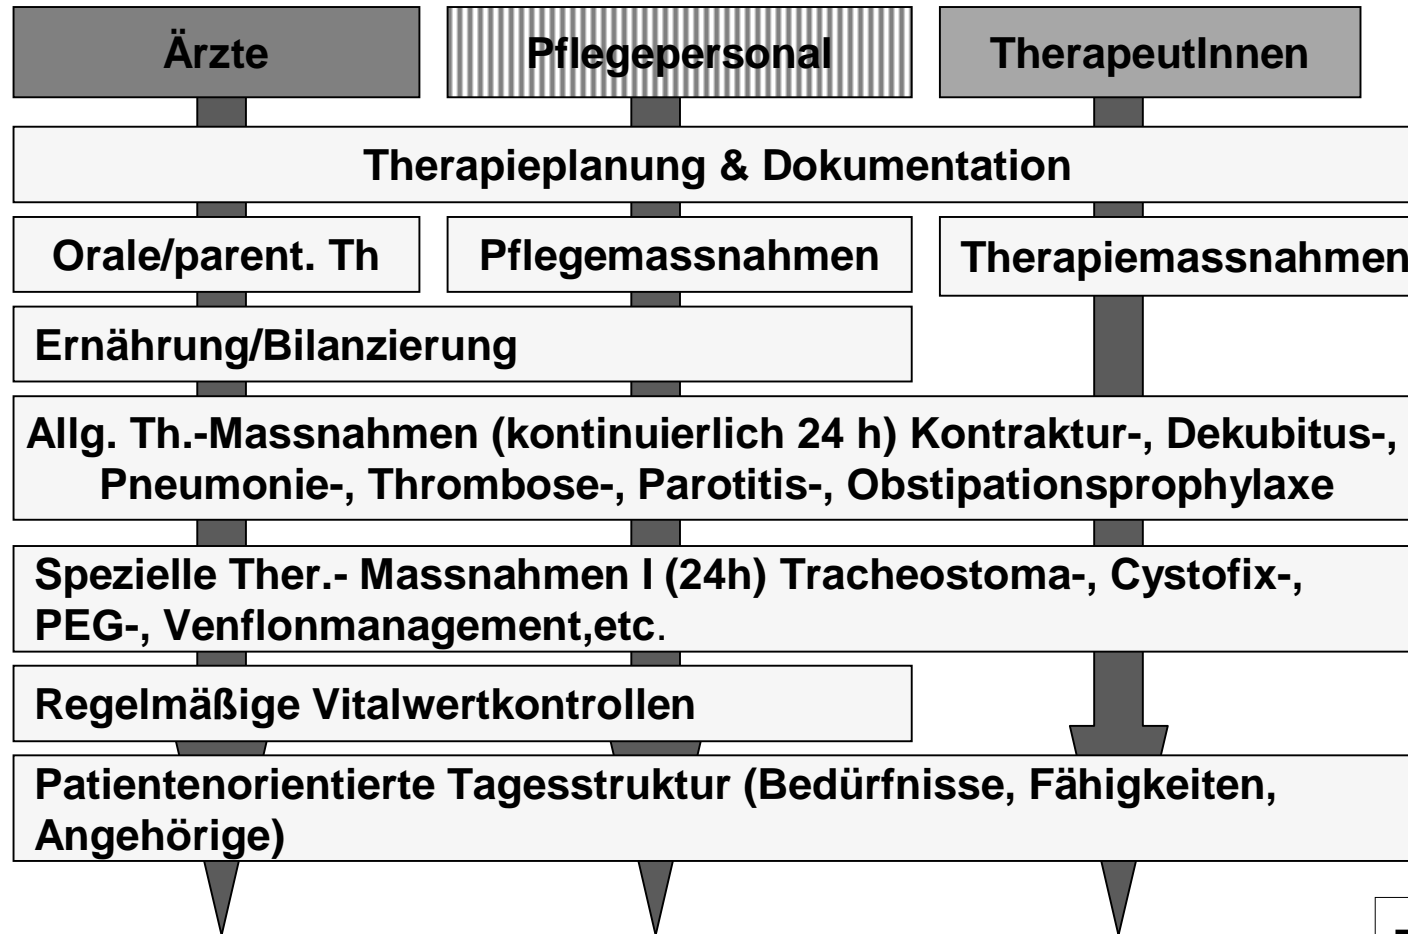 Ärzte
Pflegepersonal
TherapeutInnen
Therapieplanung & Dokumentation
Orale/parent. Th
Pflegemassnahmen
Therapiemassnahmen
Ernährung/Bilanzierung
Allg. Th.-Massnahmen (kontinuierlich 24 h) Kontraktur-, Dekubitus-,
Pneumonie-, Thrombose-, Parotitis-, Obstipationsprophylaxe
Spezielle Ther.- Massnahmen I (24h) Tracheostoma-, Cystofix-,
PEG-, Venflonmanagement,etc.
Regelmäßige Vitalwertkontrollen
Patientenorientierte Tagesstruktur (Bedürfnisse, Fähigkeiten,
Angehörige)